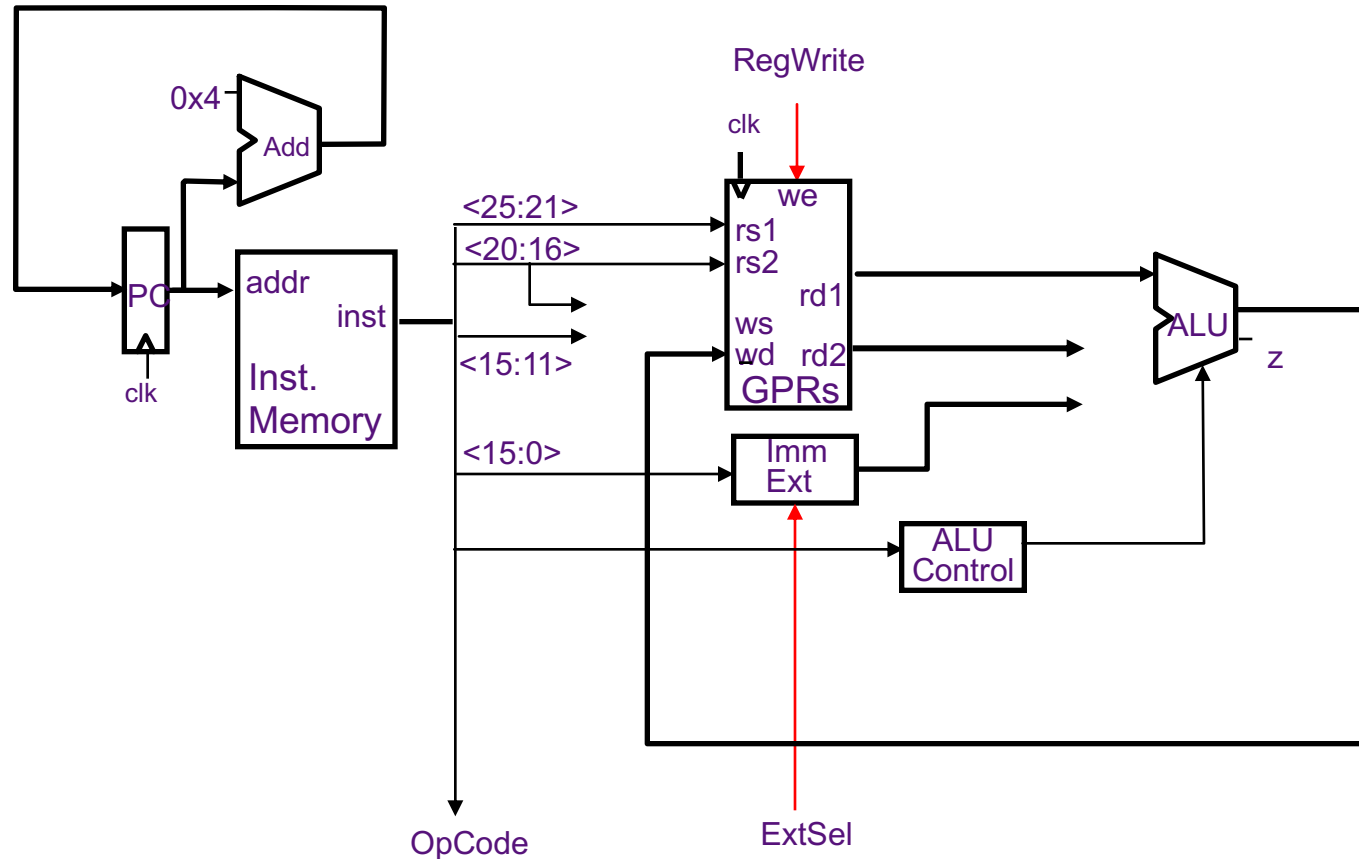 RegWrite
0x4
Add
clk
<25:21>
we
rs1
<20:16>
rs2
PC
addr
inst
rd1
ws
ALU
wd
rd2
z
<15:11>
GPRs
clk
Inst.
Memory
<15:0>
Imm
Ext
ALU
Control
OpCode
ExtSel